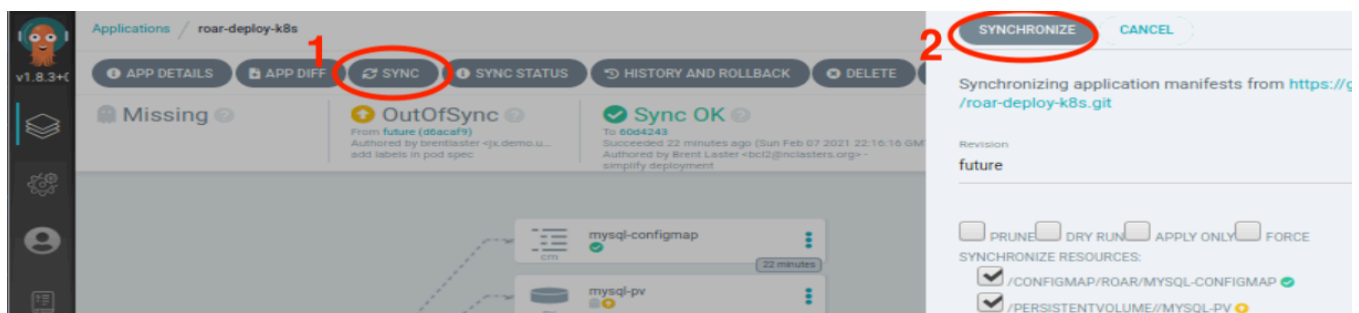 Applications / roar-deploy-k8s
1
2
SYNCHRONIZE CANCEL
v1.8.3+(
APP DETAILS APP DIFF SYNC SYNC STATUS HISTORY AND ROLLBACK DELETE
Missing
OutOfSync
From future (d6acaf9)
Authored by brentlaster <jx.demo.u...
add labels in pod spec
Sync OK
To 60d4243
Succeeded 22 minutes ago (Sun Feb 07 2021 22:16:16 GM
Authored by Brent Laster <bcl2@nclasters.org> -
simplify deployment
mysql-configmap
cm
22 minutes
mysql-pv
Synchronizing application manifests from https://g
/roar-deploy-k8s.git
Revision
future
PRUNE DRY RUN APPLY ONLY FORCE
SYNCHRONIZE RESOURCES:
/CONFIGMAP/ROAR/MYSQL-CONFIGMAP
/PERSISTENTVOLUME//MYSQL-PV